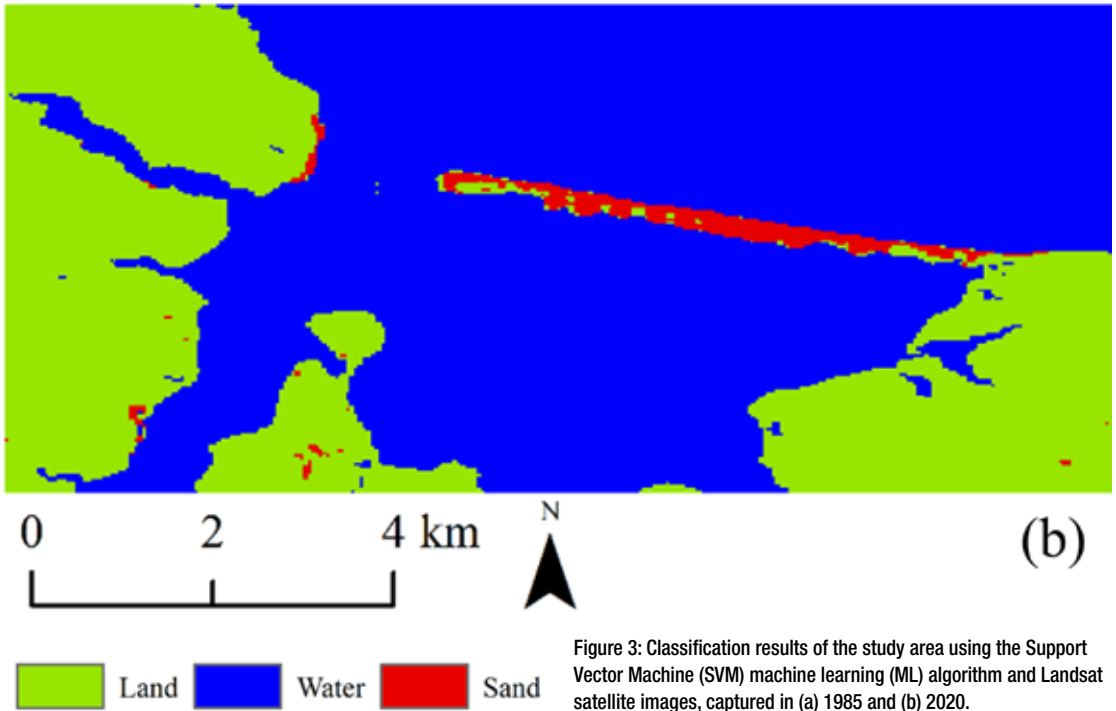 0 2 4 km
N
(b)
Land Water Sand
Figure 3: Classification results of the study area using the Support
Vector Machine (SVM) machine learning (ML) algorithm and Landsat
satellite images, captured in (a) 1985 and (b) 2020.